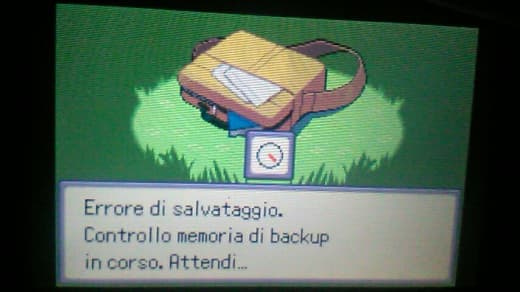 Errore di salvataggio.
Controllo memoria di backup
in corso. Attendi...